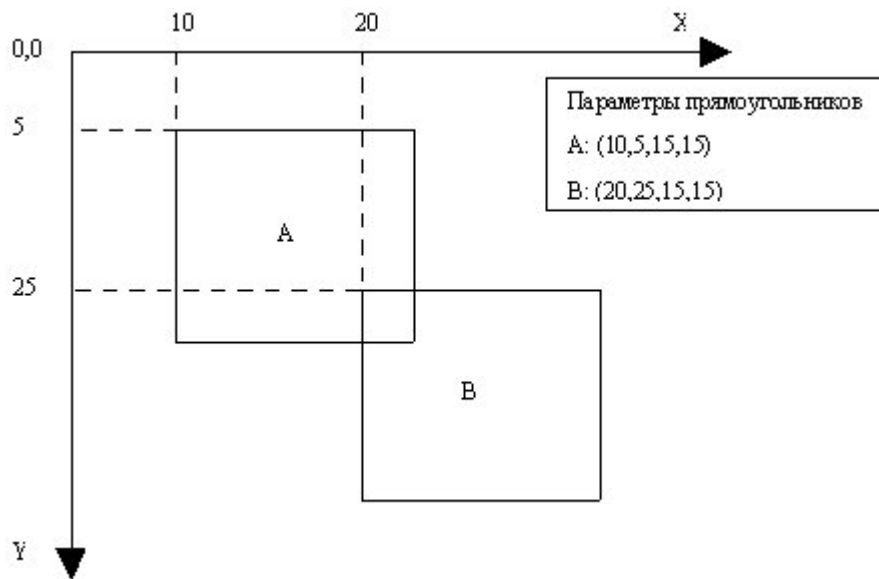 10 20 X
0,0
Параметры прямоугольников
5
A: (10,5,15,15)
B: (20,25,15,15)
A
25
B
Y